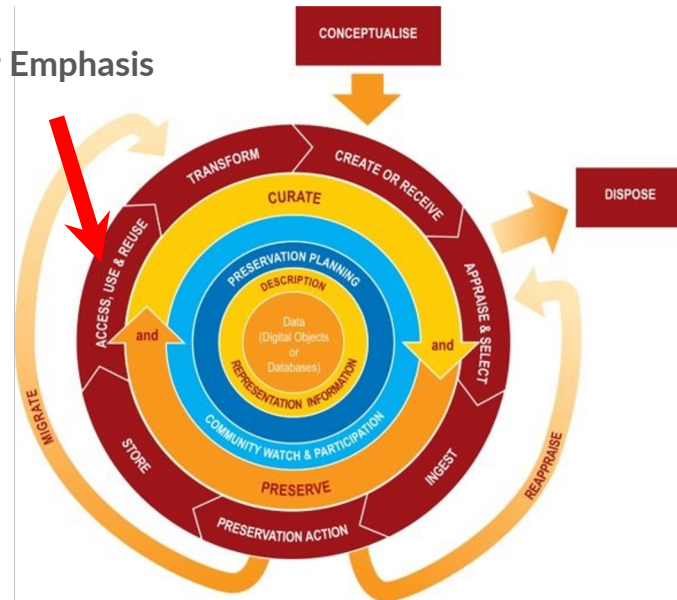 Emphasis
CONCEPTUALISE
DISPOSE
TRANSFORM
CREATE OR RECEIVE
APPRAISE & SELECT
INGEST
PRESERVATION ACTION
STORE
ACCESS, USE & REUSE
CURATE
and
PRESERVE
and
PRESERVATION PLANNING
COMMUNITY WATCH & PARTICIPATION
DESCRIPTION
REPRESENTATION INFORMATION
Data
(Digital Objects
or
Databases)
MIGRATE
REAPPRAISE